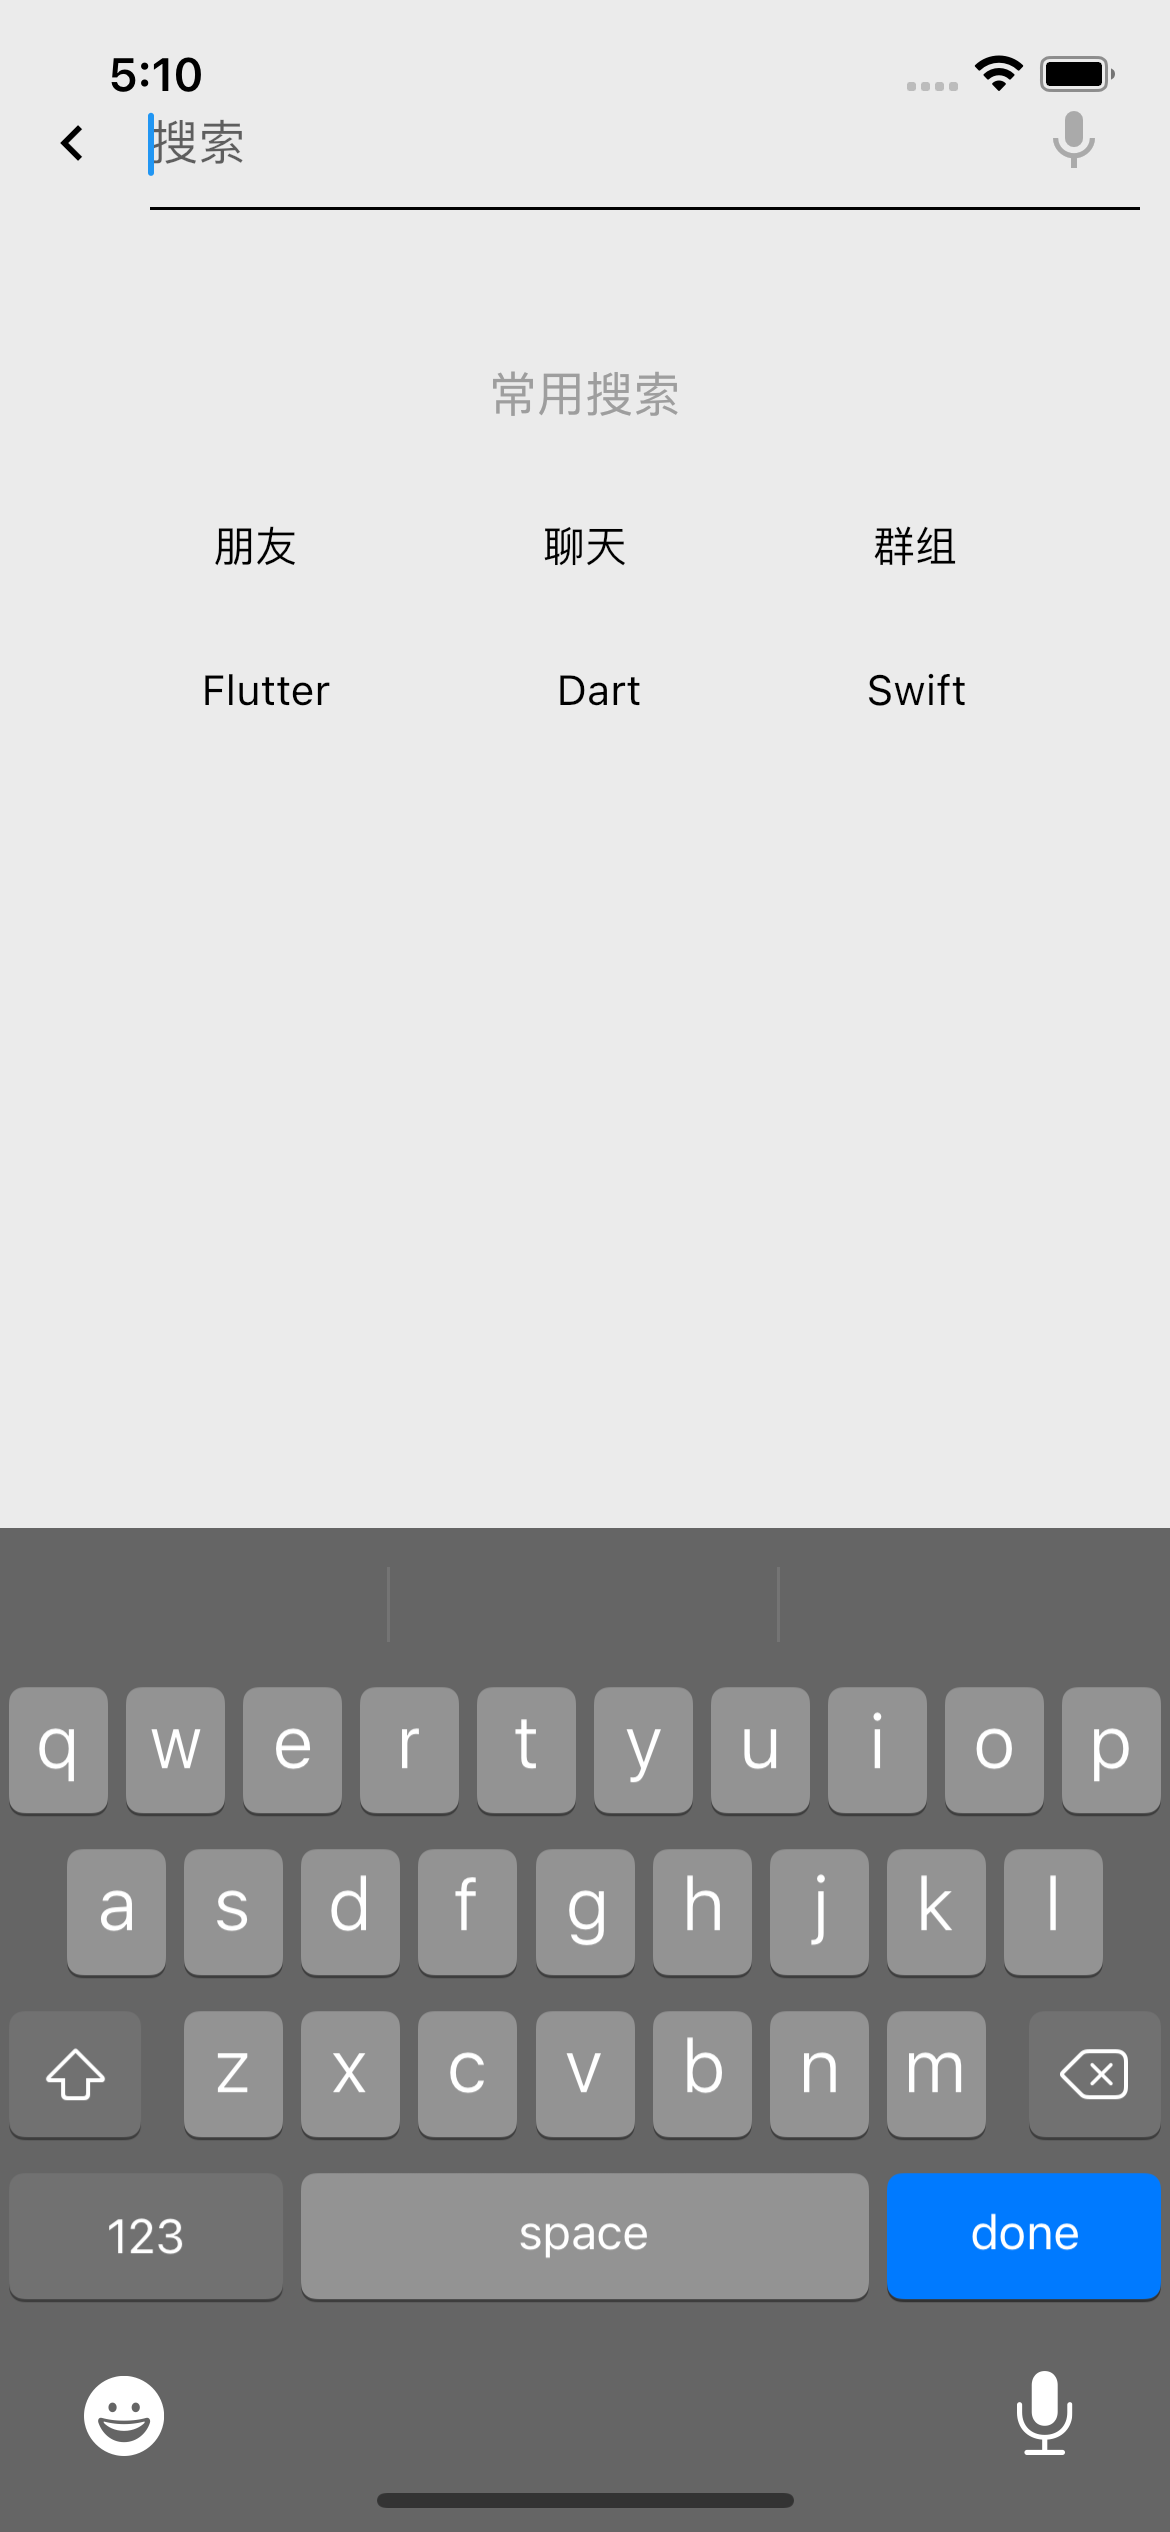 5:10
搜索
常用搜索
朋友 聊天 群组
Flutter Dart Swift
q w e r t y u i o p
a s d f g h j k l
z x c v b n m
123 space done